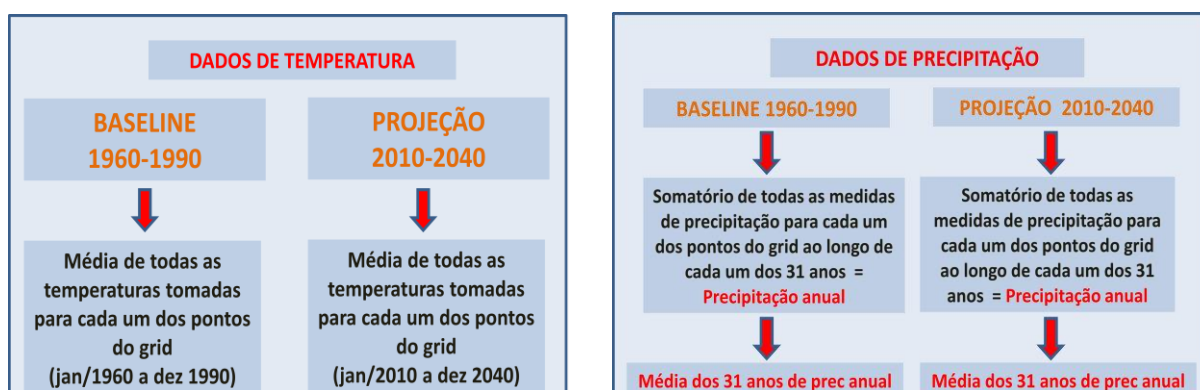 DADOS DE TEMPERATURA
BASELINE
1960-1990
Média de todas as
temperaturas tomadas
para cada um dos pontos
do grid
(jan/1960 a dez 1990)
PROJEÇÃO
2010-2040
Média de todas as
temperaturas tomadas
para cada um dos pontos
do grid
(jan/2010 a dez 2040)
DADOS DE PRECIPITAÇÃO
BASELINE 1960-1990
Somatório de todas as medidas
de precipitação para cada um
dos pontos do grid ao longo de
cada um dos 31 anos =
Precipitação anual
Média dos 31 anos de prec anual
PROJEÇÃO 2010-2040
Somatório de todas as
medidas de precipitação para
cada um dos pontos do grid
ao longo de cada um dos 31
anos = Precipitação anual
Média dos 31 anos de prec anual